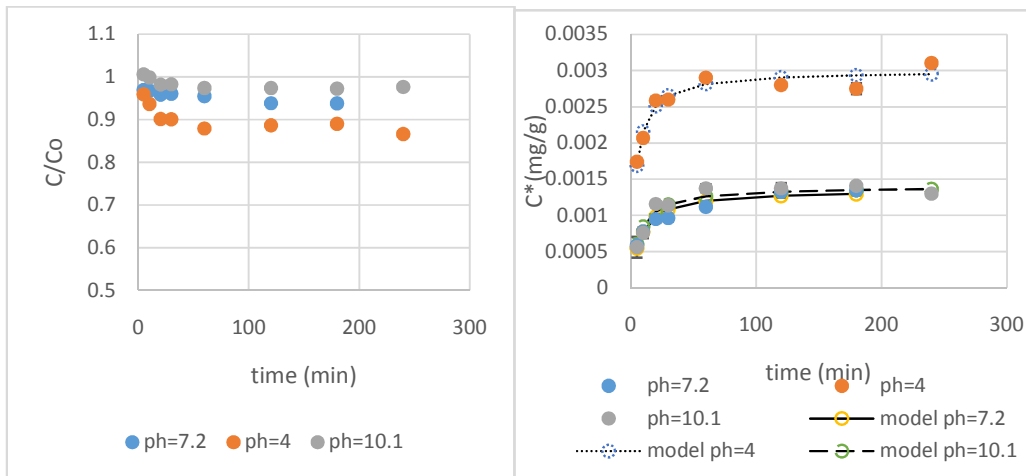 1.1
1
0.9
0.8
0.7
0.6
0.5
C/Co
0 100 200 300
time (min)
ph=7.2 ph=4 ph=10.1
0.0035
0.003
0.0025
0.002
0.0015
0.001
0.0005
0
C* (mg/g)
0 100 200 300
time (min)
ph=7.2 ph=4
ph=10.1 model ph=7.2
model ph=4 model ph=10.1